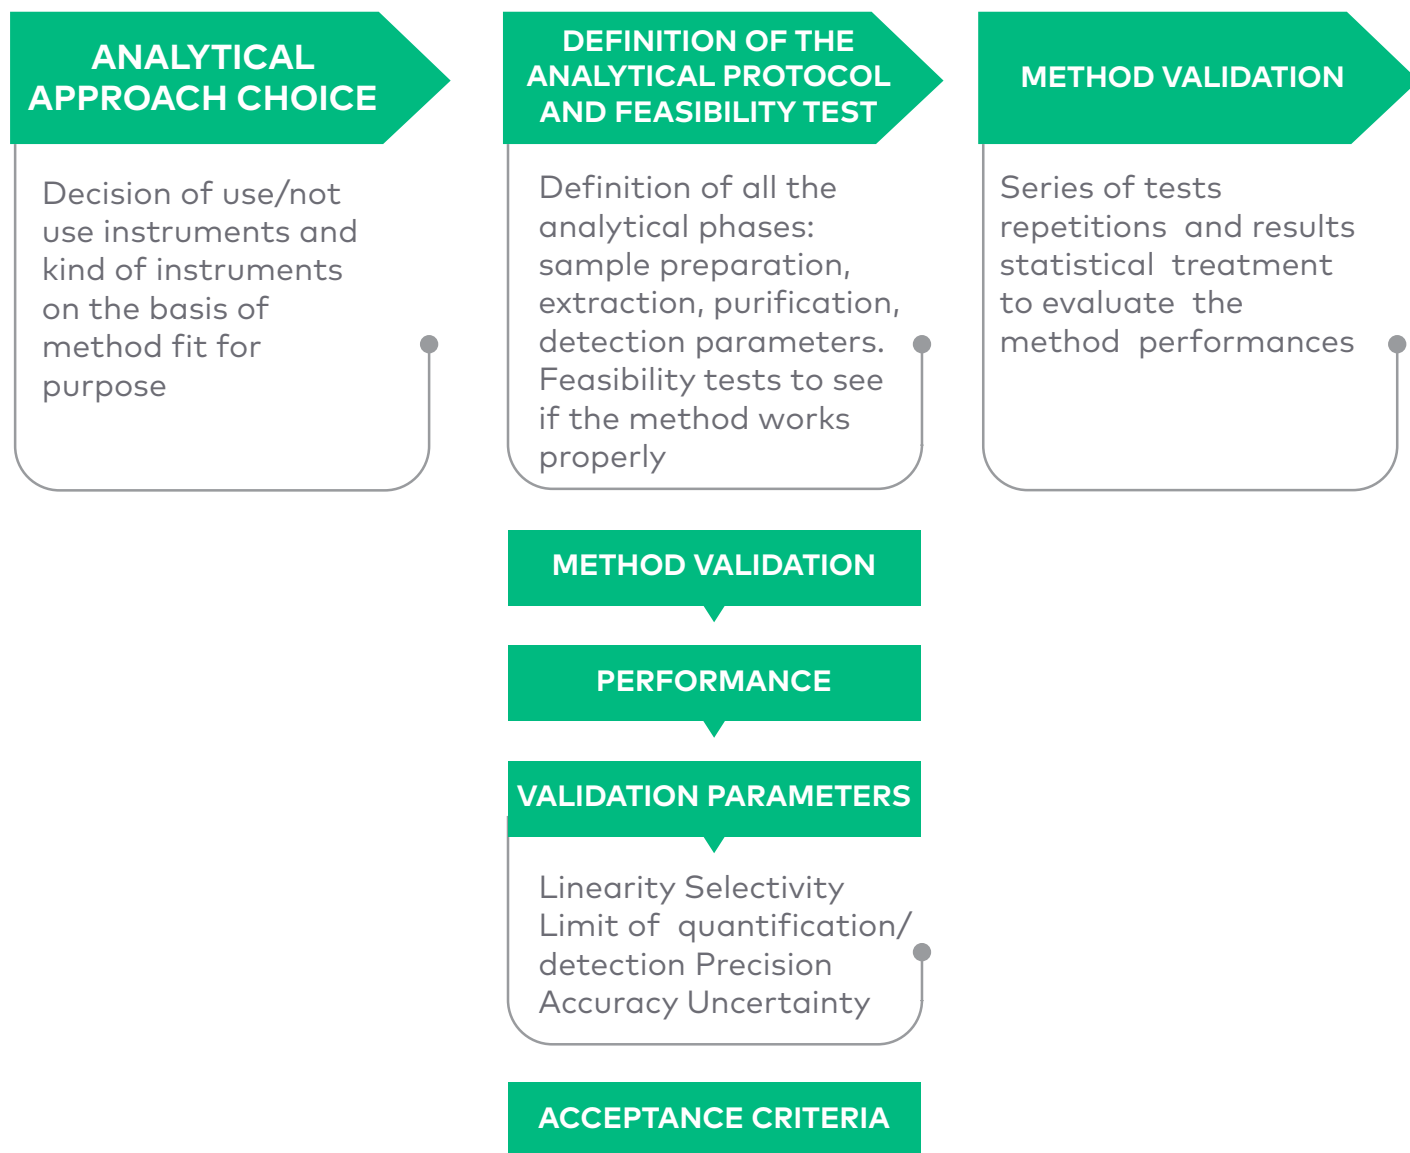 ANALYTICAL
APPROACH CHOICE
Decision of use/not
use instruments and
kind of instruments
on the basis of
method fit for
purpose
DEFINITION OF THE
ANALYTICAL PROTOCOL
AND FEASIBILITY TEST
Definition of all the
analytical phases:
sample preparation,
extraction, purification,
detection parameters.
Feasibility tests to see
if the method works
properly
METHOD VALIDATION
Series of tests
repetitions and results
statistical treatment
to evaluate the
method performances
METHOD VALIDATION
PERFORMANCE
VALIDATION PARAMETERS
Linearity Selectivity
Limit of quantification/
detection Precision
Accuracy Uncertainty
ACCEPTANCE CRITERIA